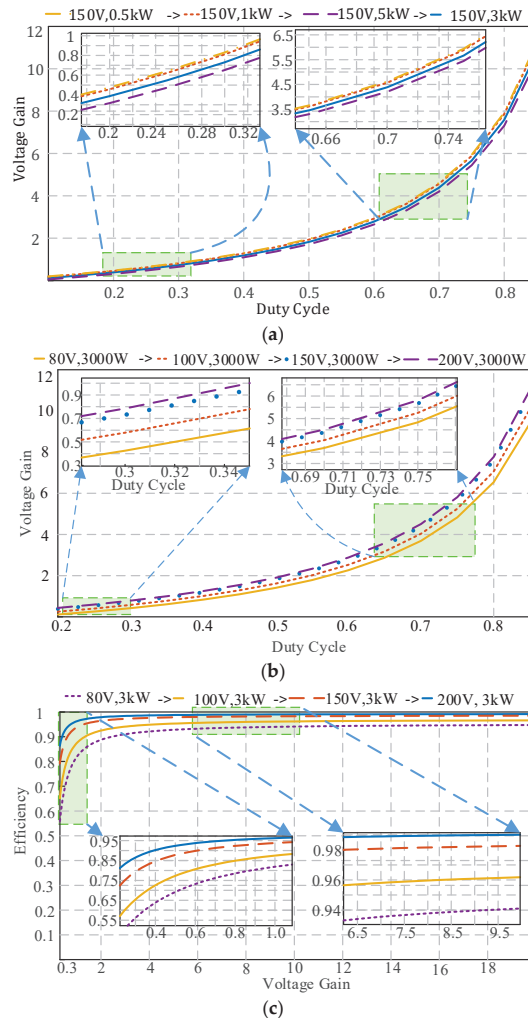 150V,0.5kW -> 150V,1kW -> 150V,5kW -> 150V,3kW
12
10
8
6
4
2
Voltage Gain
1
0.8
0.6
0.4
0.2
0.2 0.24 0.28 0.32
6.5
5.5
4.5
3.5
0.7 0.74
0.2 0.3 0.4 0.5 0.6 0.7 0.8
Duty Cycle
(a)
80V,3000W -> 100V,3000W -> 150V,3000W -> 200V,3000W
12
10
8
6
4
2
Voltage Gain
0.9
0.7
0.5
0.3
0.3 0.32 0.34
Duty Cycle
6
5
4
3
0.69 0.71 0.73 0.75
Duty Cycle
0.2 0.3 0.4 0.5 0.6 0.7 0.8
Duty Cycle
(b)
80V,3kW -> 100V,3kW -> 150V,3kW -> 200V, 3kW
1
0.9
0.8
0.7
0.6
0.5
0.4
0.3
0.2
0.1
Efficiency
0.95
0.85
0.75
0.65
0.55
0.4 0.6 0.8 1.0
0.98
0.96
0.94
6.5 7.5 8.5 9.5
0.3 2 4 6 8 10 12 14 16 18
Voltage Gain
(c)